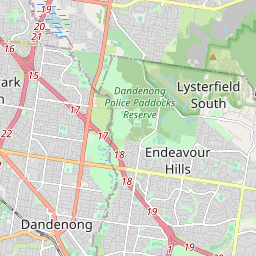 19
20
21
16
15
Dandenong
Police Paddocks
Reserve
Lysterfield
South
ark
n
17
17
22
18
18
Endeavour
Hills
19
19
Dandenong
20